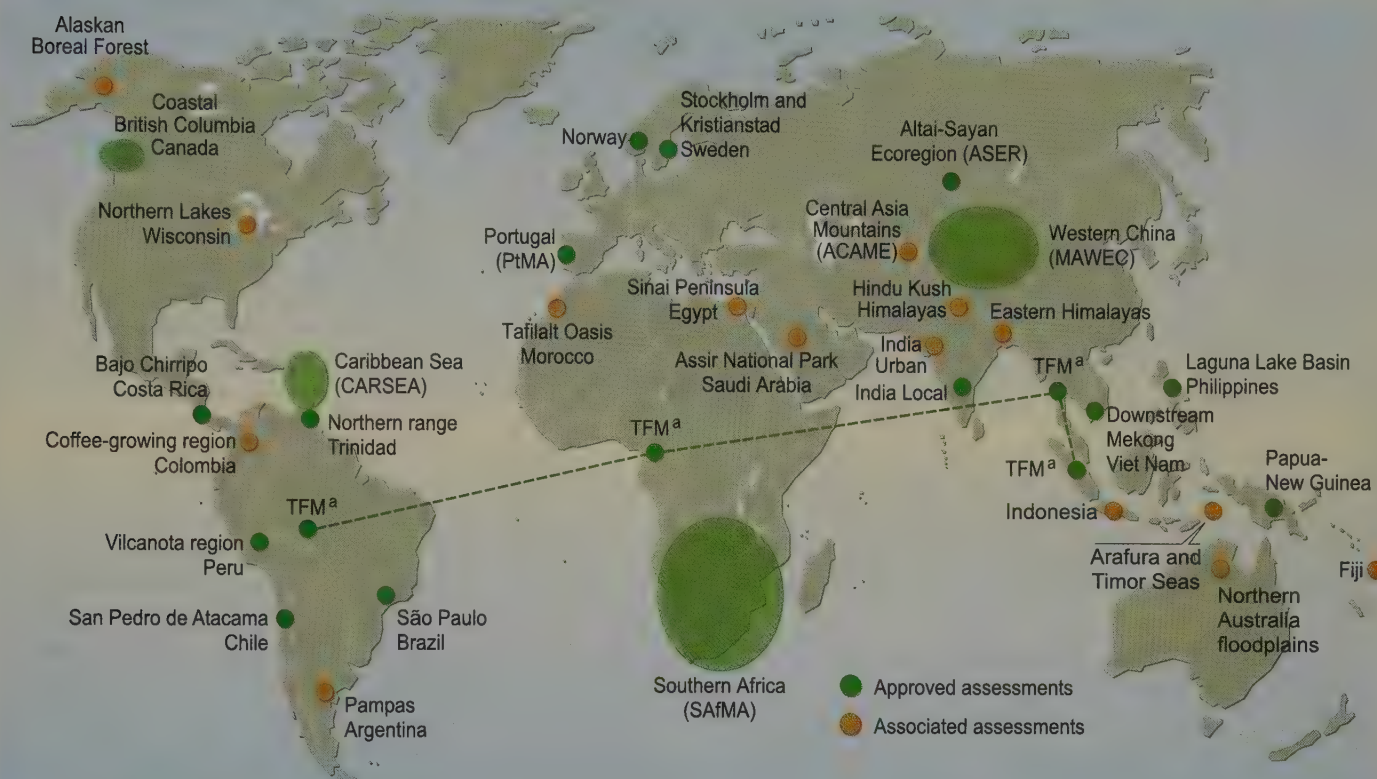 Alaskan
Boreal Forest
Coastal
British Columbia
Canada
Northern Lakes
Wisconsin
Norway
Stockholm and
Kristianstad
Sweden
Altai-Sayan
Ecoregion (ASER)
Central Asia
Mountains
(ACAME)
Western China
(MAWEC)
Portugal
(PtMA)
Sinai Peninsula
Egypt
Hindu Kush
Himalayas
Eastern Himalayas
Tafilalt Oasis
Morocco
Assir National Park
Saudi Arabia
India
Urban
India Local
TFM a
Laguna Lake Basin
Philippines
Bajo Chirripo
Costa Rica
Caribbean Sea
(CARSEA)
Northern range
Trinidad
Coffee-growing region
Colombia
TFM a
Downstream
Mekong
Viet Nam
TFM a
Papua-
New Guinea
TFM a
Indonesia
Vilcanota region
Peru
Arafura and
Timor Seas
Fiji
Northern
Australia
floodplains
San Pedro de Atacama
Chile
São Paulo
Brazil
Southern Africa
(SAfMA)
Pampas
Argentina
Approved assessments
Associated assessments